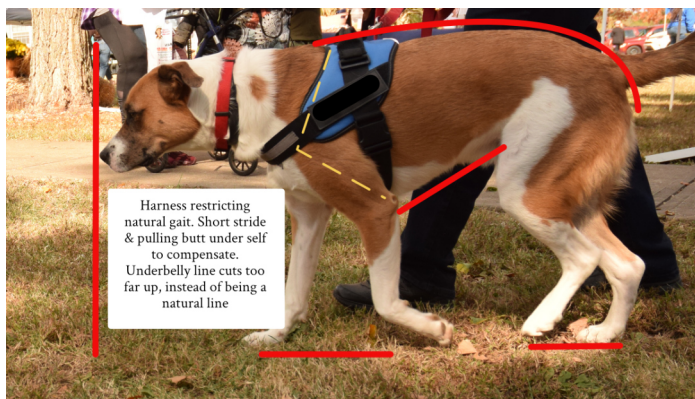 Harness restricting
natural gait. Short stride
& pulling butt under self
to compensate.
Underbelly line cuts too
far up, instead of being a
natural line